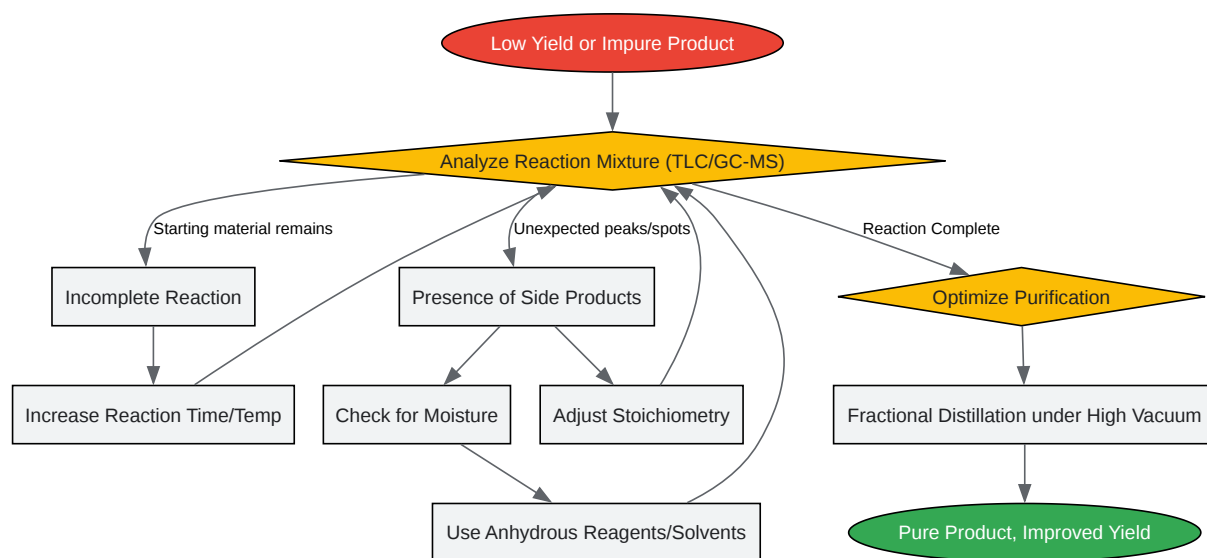 Low Yield or Impure Product
Analyze Reaction Mixture (TLC/GC-MS)
Starting material remains
Unexpected peaks/spots
Reaction Complete
Incomplete Reaction
Presence of Side Products
Optimize Purification
Increase Reaction Time/Temp
Check for Moisture
Adjust Stoichiometry
Fractional Distillation under High Vacuum
Use Anhydrous Reagents/Solvents
Pure Product, Improved Yield